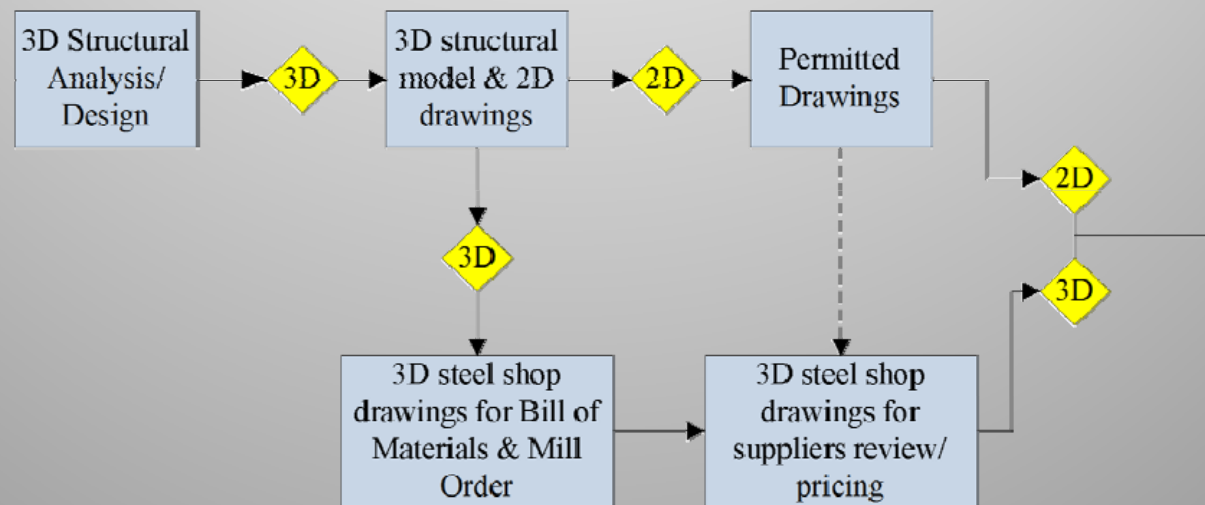 3D Structural
Analysis/
Design
3D
3D structural
model & 2D
drawings
2D
Permitted
Drawings
2D
3D
3D
3D steel shop
drawings for Bill of
Materials & Mill
Order
3D steel shop
drawings for
suppliers review/
pricing